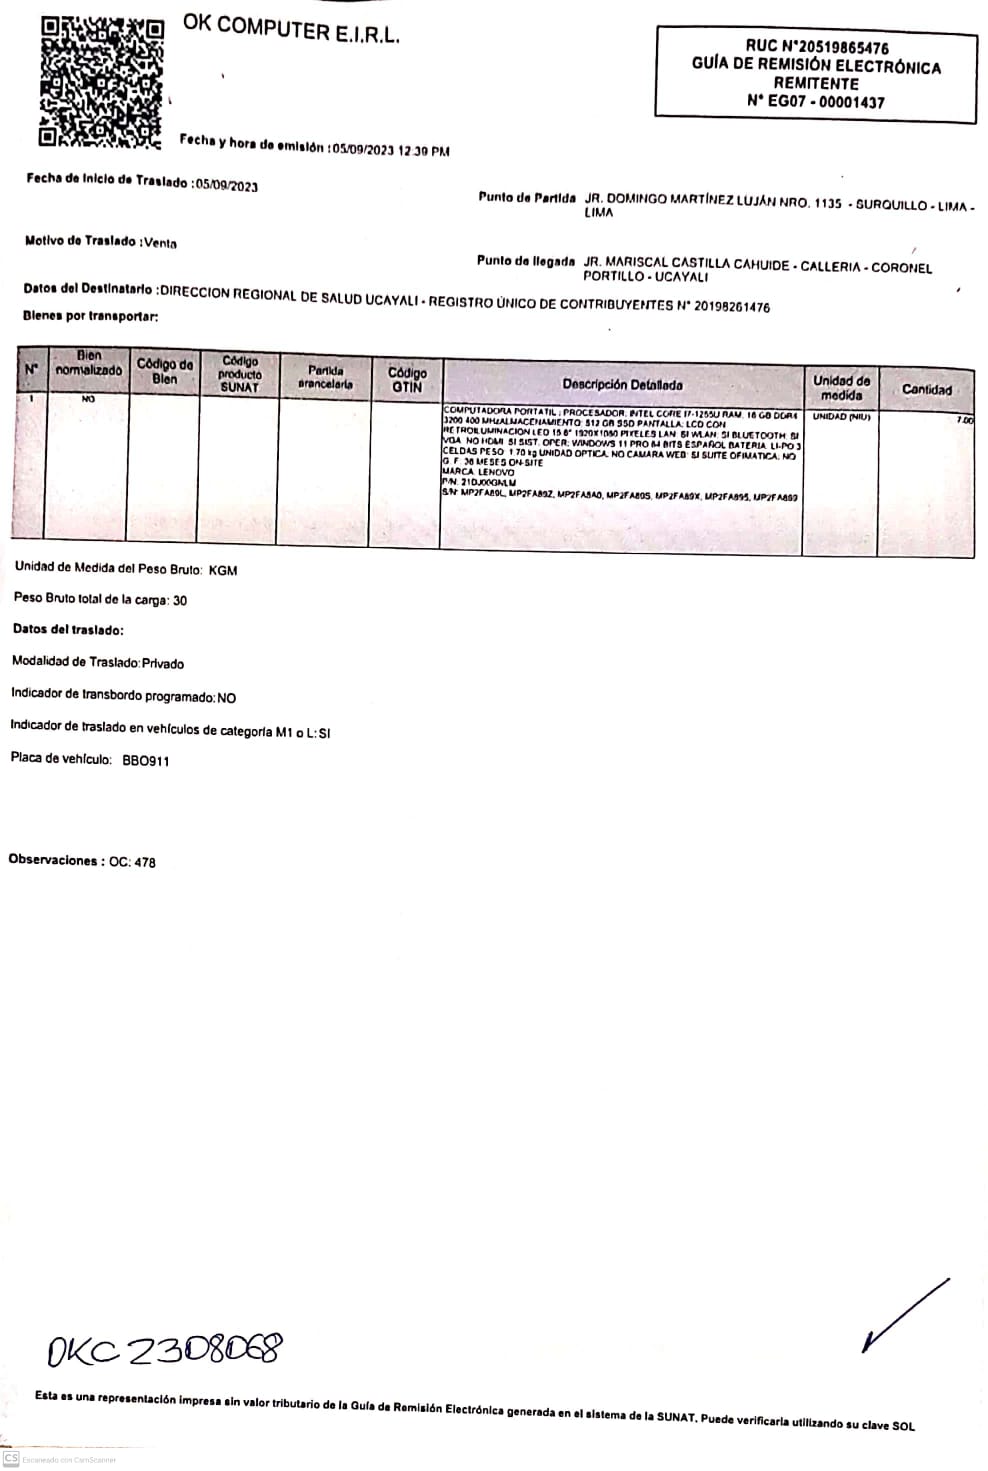 OK COMPUTER E.I.R.L.
RUC N°20519865476
GUÍA DE REMISIÓN ELECTRÓNICA
REMITENTE
N° EG07 - 00001437
Fecha y hora de emisión : 05/09/2023 12.39 PM
Fecha de Inicio de Traslado : 05/09/2023
Punto de Partida JR. DOMINGO MARTÍNEZ LUJÁN NRO. 1135 - SURQUILLO - LIMA -
LIMA
Motivo de Traslado : Venta
Punto de llegada JR. MARISCAL CASTILLA CAHUIDE - CALLERIA - CORONEL
PORTILLO - UCAYALI
Datos del Destinatario : DIRECCION REGIONAL DE SALUD UCAYALI - REGISTRO ÚNICO DE CONTRIBUYENTES N° 20198261476
Bienes por transportar:
N° Bien normalizado Código de Bien Código producto SUNAT Partida arancelaria Código GTIN Descripción Detallada Unidad de medida Cantidad
1 NO UNIDAD (NIU) 7.00
COMPUTADORA PORTATIL : PROCESADOR: INTEL CORE I7-1255U RAM: 16 GB DDR4
3200 400 MHZALMACENAMIENTO: 512 GB SSD PANTALLA: LCD CON
RETROILUMINACION LED 15.6" 1920X1080 PIXELES LAN: SI WLAN: SI BLUETOOTH: SI
VGA: NO HDMI: SI SIST. OPER: WINDOWS 11 PRO 64 BITS ESPAÑOL BATERIA: LI-PO 3
CELDAS PESO: 1.70 kg UNIDAD OPTICA: NO CAMARA WEB: SI SUITE OFIMATICA: NO
G. F. 36 MESES ON-SITE
MARCA LENOVO
P/N:
S/N:
Unidad de Medida del Peso Bruto: KGM
Peso Bruto total de la carga: 30
Datos del traslado:
Modalidad de Traslado: Privado
Indicador de transbordo programado: NO
Indicador de traslado en vehículos de categoría M1 o L: SI
Placa de vehículo: BBO911
Observaciones : OC: 478
OKC2308068
Esta es una representación impresa sin valor tributario de la Guía de Remisión Electrónica generada en el sistema de la SUNAT. Puede verificarla utilizando su clave SOL
CS Escaneado con CamScanner